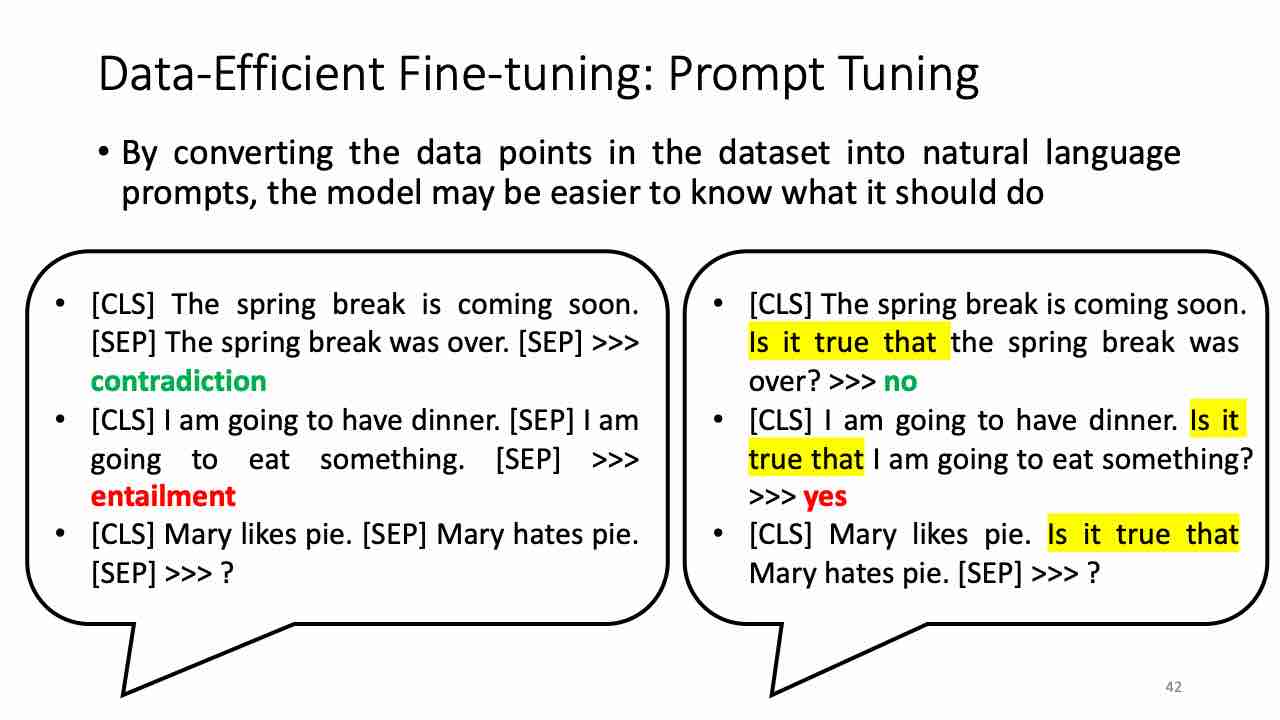 Data-Efficient Fine-tuning: Prompt Tuning
• By converting the data points in the dataset into natural language
prompts, the model may be easier to know what it should do
• [CLS] The spring break is coming soon.
[SEP] The spring break was over. [SEP] >>>
contradiction
• [CLS] I am going to have dinner. [SEP] I am
going to eat something. [SEP] >>>
entailment
• [CLS] Mary likes pie. [SEP] Mary hates pie.
[SEP] >>> ?
• [CLS] The spring break is coming soon.
Is it true that the spring break was
over? >>> no
• [CLS] I am going to have dinner. Is it
true that I am going to eat something?
>>> yes
• [CLS] Mary likes pie. Is it true that
Mary hates pie. [SEP] >>> ?
42